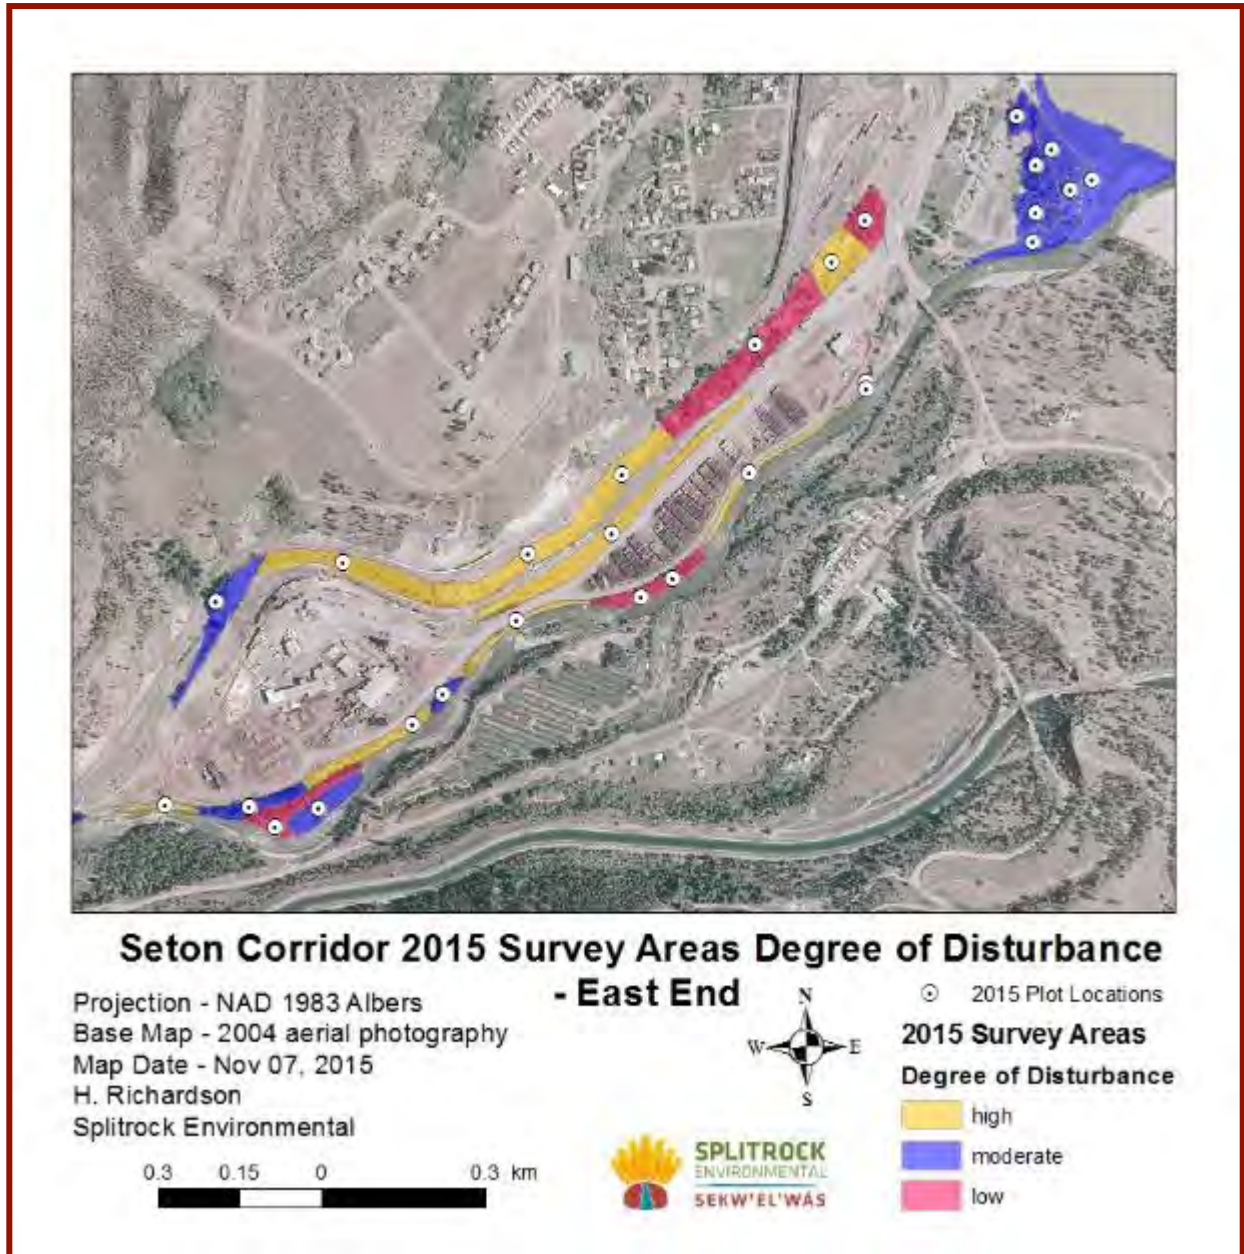 Seton Corridor 2015 Survey Areas Degree of Disturbance
- East End
Projection - NAD 1983 Albers
Base Map - 2004 aerial photography
Map Date - Nov 07, 2015
H. Richardson
Splitrock Environmental
0.3 0.15 0 0.3 km
N
W E
S
SPLITROCK
ENVIRONMENTAL
SEKW'EL'WÁS
2015 Plot Locations
2015 Survey Areas
Degree of Disturbance
high
moderate
low